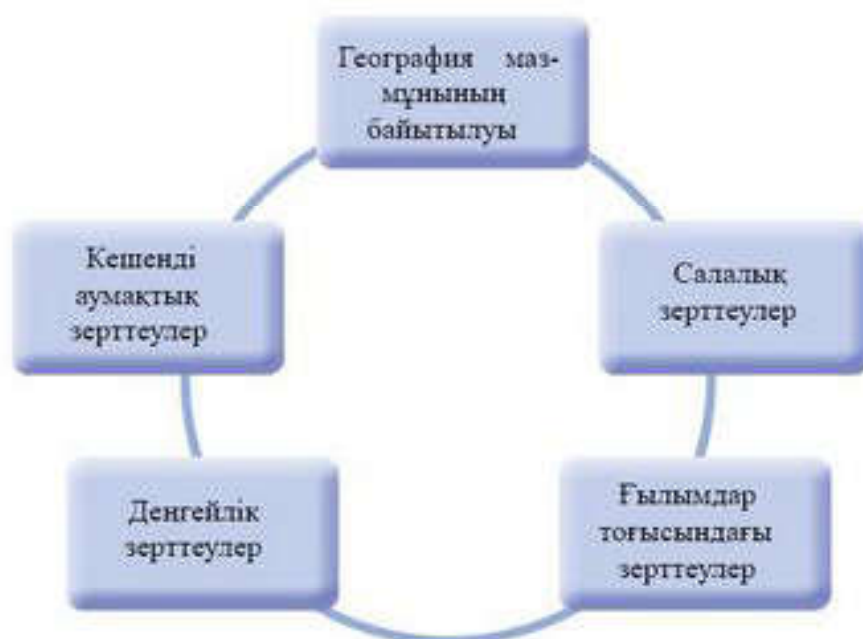 География маз-
мұнының
байытылуы
Кешенді
аумақтық
зерттеулер
Салалық
зерттеулер
Деңгейлік
зерттеулер
Ғылымдар
тоғысындағы
зерттеулер